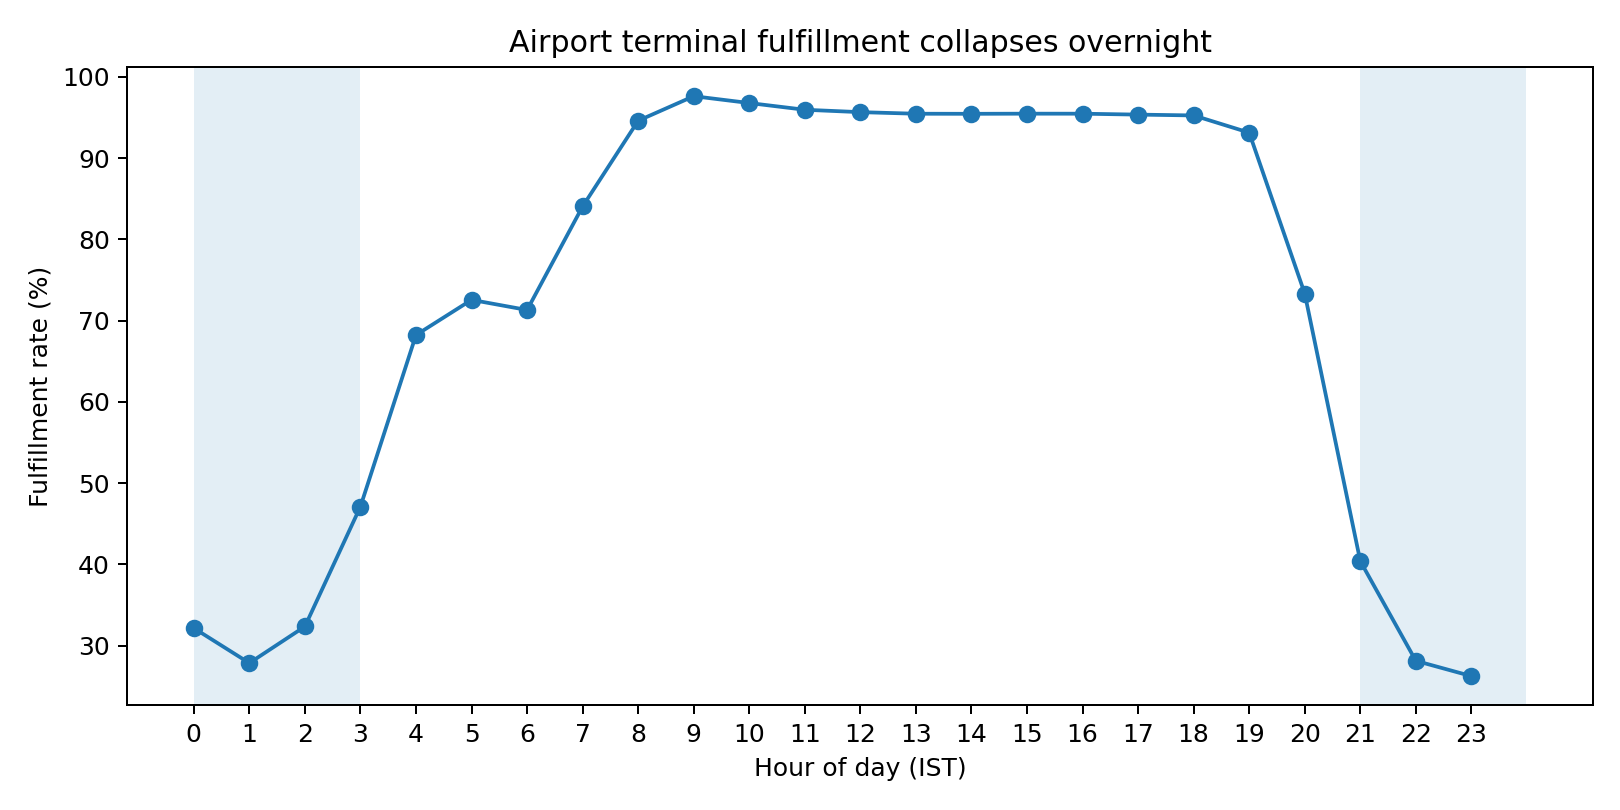 Airport terminal fulfillment collapses overnight
Fulfillment rate (%)
100
90
80
70
60
50
40
30
0 1 2 3 4 5 6 7 8 9 10 11 12 13 14 15 16 17 18 19 20 21 22 23
Hour of day (IST)